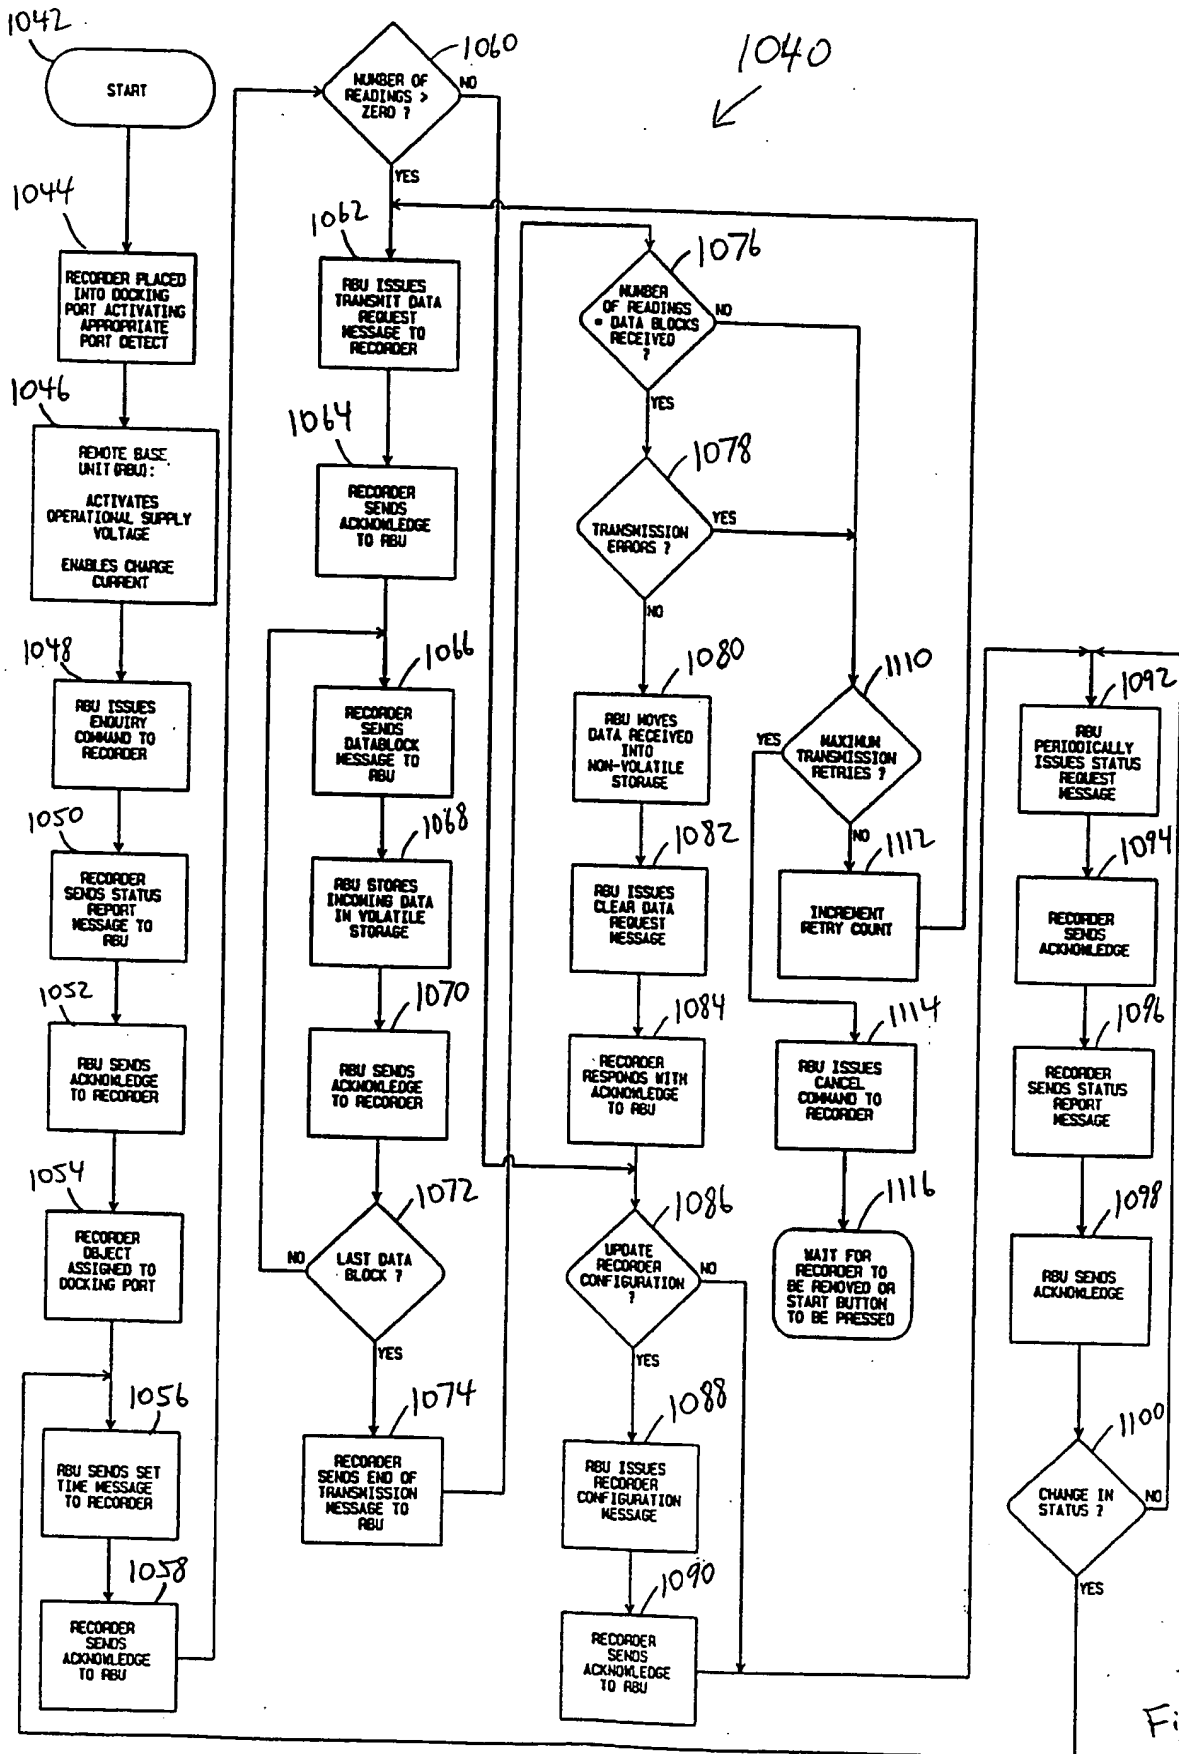 1042
START
1044
RECORDER PLACED
INTO DOCKING
PORT ACTIVATING
APPROPRIATE
PORT DETECT
1046
REMOTE BASE
UNIT(RBU):
ACTIVATES
OPERATIONAL SUPPLY
VOLTAGE
ENABLES CHARGE
CURRENT
1048
RBU ISSUES
ENQUIRY
COMMAND TO
RECORDER
1050
RECORDER
SENDS STATUS
REPORT
MESSAGE TO
RBU
1052
RBU SENDS
ACKNOWLEDGE
TO RECORDER
1054
RECORDER
OBJECT
ASSIGNED TO
DOCKING PORT
1056
RBU SENDS SET
TIME MESSAGE
TO RECORDER
1058
RECORDER
SENDS
ACKNOWLEDGE
TO RBU
1060
NUMBER OF
READINGS >
ZERO ?
NO
YES
1062
RBU ISSUES
TRANSMIT DATA
REQUEST
MESSAGE TO
RECORDER
1064
RECORDER
SENDS
ACKNOWLEDGE
TO RBU
1066
RECORDER
SENDS
DATABLOCK
MESSAGE TO
RBU
1068
RBU STORES
INCOMING DATA
IN VOLATILE
STORAGE
1070
RBU SENDS
ACKNOWLEDGE
TO RECORDER
1072
NO
LAST DATA
BLOCK ?
YES
1074
RECORDER
SENDS END OF
TRANSMISSION
MESSAGE TO
RBU
1040
1076
NUMBER
OF READINGS
= DATA BLOCKS
RECEIVED
?
NO
YES
1078
TRANSMISSION
ERRORS ?
YES
NO
1080
RBU MOVES
DATA RECEIVED
INTO
NON-VOLATILE
STORAGE
1082
RBU ISSUES
CLEAR DATA
REQUEST
MESSAGE
1084
RECORDER
RESPONDS WITH
ACKNOWLEDGE
TO RBU
1086
UPDATE
RECORDER
CONFIGURATION
?
NO
YES
1088
RBU ISSUES
RECORDER
CONFIGURATION
MESSAGE
1090
RECORDER
SENDS
ACKNOWLEDGE
TO RBU
1110
YES
MAXIMUM
TRANSMISSION
RETRIES ?
NO
1112
INCREMENT
RETRY COUNT
1114
RBU ISSUES
CANCEL
COMMAND TO
RECORDER
1116
WAIT FOR
RECORDER TO
BE REMOVED OR
START BUTTON
TO BE PRESSED
1092
RBU
PERIODICALLY
ISSUES STATUS
REQUEST
MESSAGE
1094
RECORDER
SENDS
ACKNOWLEDGE
1096
RECORDER
SENDS STATUS
REPORT
MESSAGE
1098
RBU SENDS
ACKNOWLEDGE
1100
CHANGE IN
STATUS ?
NO
YES